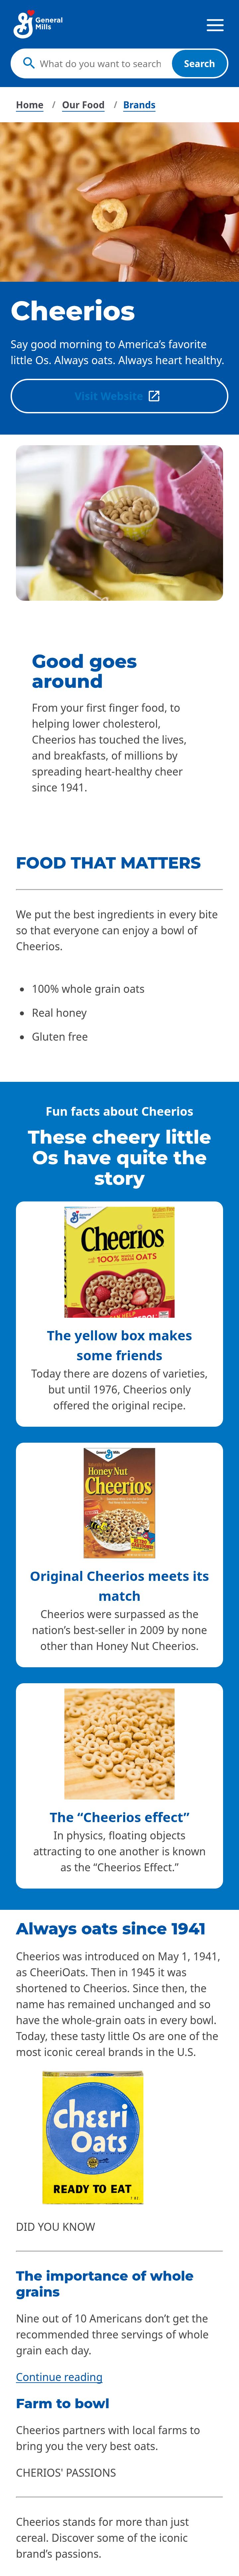 General
Mills
What do you want to search
Search
Home / Our Food / Brands
Cheerios
Say good morning to America's favorite
little Os. Always oats. Always heart healthy.
Visit Website
Good goes
around
From your first finger food, to
helping lower cholesterol,
Cheerios has touched the lives,
and breakfasts, of millions by
spreading heart-healthy cheer
since 1941.
FOOD THAT MATTERS
We put the best ingredients in every bite
so that everyone can enjoy a bowl of
Cheerios.
• 100% whole grain oats
• Real honey
• Gluten free
Fun facts about Cheerios
These cheery little
Os have quite the
story
Gluten Free
General Mills
Cheerios
100% WHOLE GRAIN OATS
The yellow box makes
some friends
Today there are dozens of varieties,
but until 1976, Cheerios only
offered the original recipe.
General Mills
Honey Nut
Cheerios
Original Cheerios meets its
match
Cheerios were surpassed as the
nation's best-seller in 2009 by none
other than Honey Nut Cheerios.
The “Cheerios effect”
In physics, floating objects
attracting to one another is known
as the “Cheerios Effect.”
Always oats since 1941
Cheerios was introduced on May 1, 1941,
as CheeriOats. Then in 1945 it was
shortened to Cheerios. Since then, the
name has remained unchanged and so
have the whole-grain oats in every bowl.
Today, these tasty little Os are one of the
most iconic cereal brands in the U.S.
cheeri
Oats
READY TO EAT
DID YOU KNOW
The importance of whole
grains
Nine out of 10 Americans don't get the
recommended three servings of whole
grain each day.
Continue reading
Farm to bowl
Cheerios partners with local farms to
bring you the very best oats.
CHERIOS' PASSIONS
Cheerios stands for more than just
cereal. Discover some of the iconic
brand's passions.